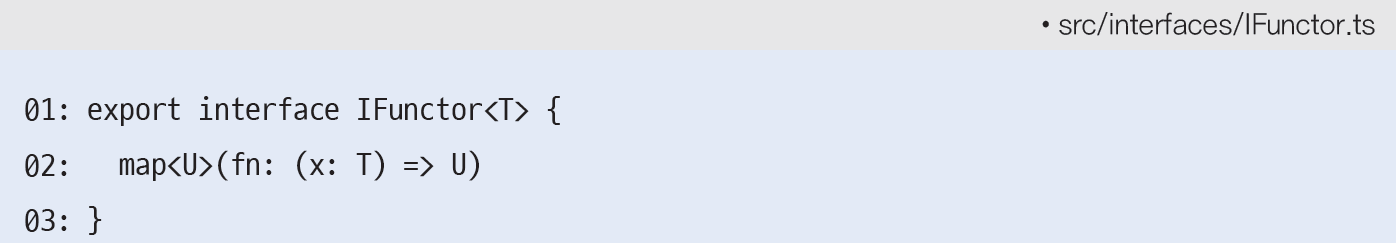 • src/interfaces/IFunctor.ts
01: export interface IFunctor<T> {
02:   map<U>(fn: (x: T) => U)
03: }